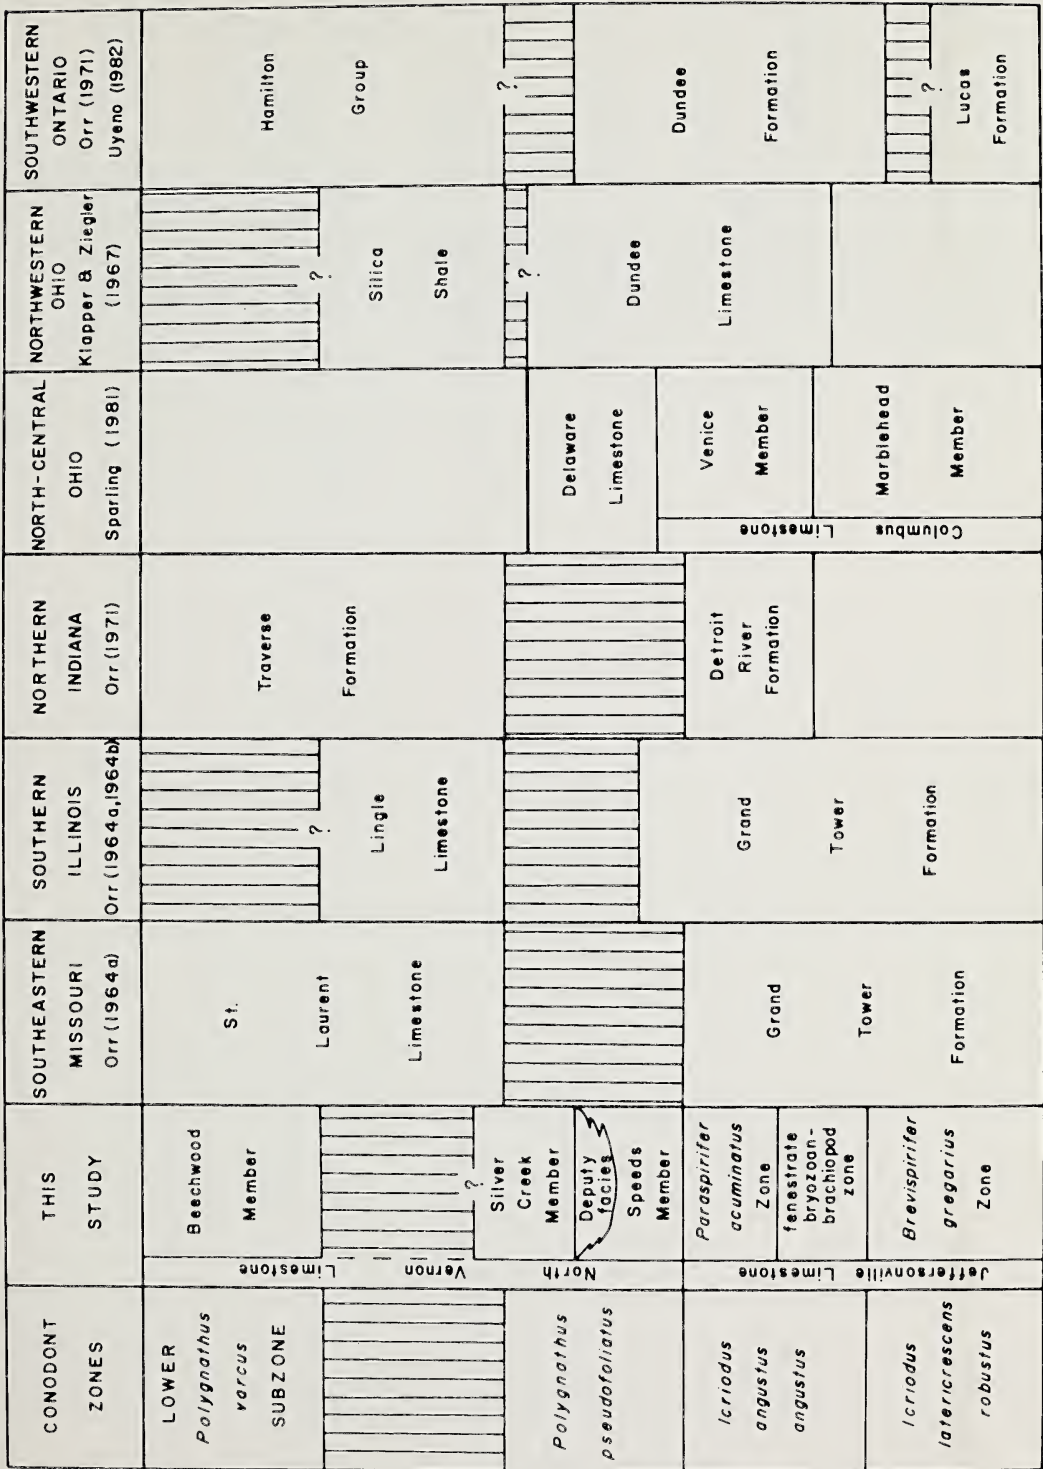 CONODONT
ZONES
LOWER
Polygnathus
varcus
SUBZONE
Polygnathus
pseudofoliatus
Icriodus
angustus
angustus
Icriodus
latericrescens
robustus
THIS
STUDY
Beechwood
Member
?
Silver
Creek
Member
Deputy
facies
Speeds
Member
Paraspirifer
acuminatus
Zone
fenestrate
bryozoan-
brachiopod
zone
Brevispirifer
gregarius
Zone
North Vernon Limestone
Jeffersonville Limestone
SOUTHEASTERN
MISSOURI
Orr (1964a)
St.
Laurent
Limestone
Grand
Tower
Formation
SOUTHERN
ILLINOIS
Orr (1964a, 1964b)
?
Lingle
Limestone
Grand
Tower
Formation
NORTHERN
INDIANA
Orr (1971)
Traverse
Formation
Detroit
River
Formation
NORTH-CENTRAL
OHIO
Sparling (1981)
Delaware
Limestone
Venice
Member
Marblehead
Member
Columbus Limestone
NORTHWESTERN
OHIO
Klapper & Ziegler
(1967)
?
Silica
Shale
?
Dundee
Limestone
SOUTHWESTERN
ONTARIO
Orr (1971)
Uyeno (1982)
Hamilton
Group
?
Dundee
Formation
?
Lucas
Formation